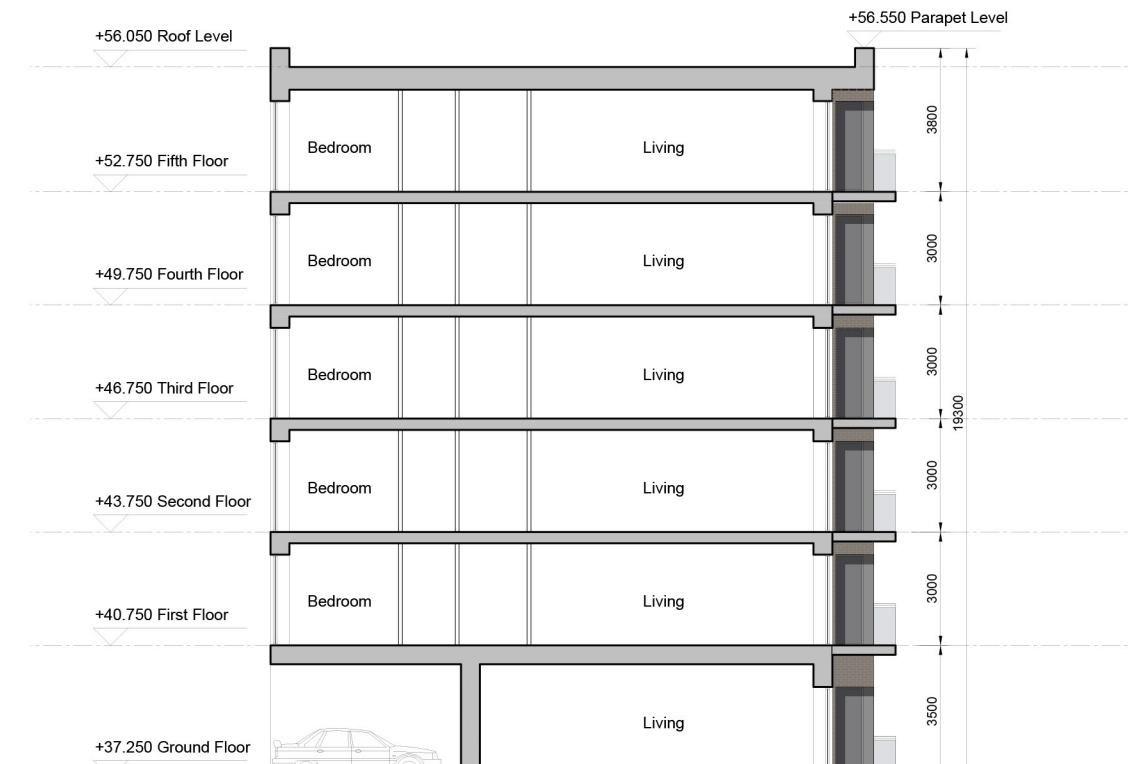 +56.550 Parapet Level
+56.050 Roof Level
3800
Bedroom
Living
+52.750 Fifth Floor
3000
Bedroom
Living
+49.750 Fourth Floor
3000
Bedroom
Living
+46.750 Third Floor
19300
3000
Bedroom
Living
+43.750 Second Floor
3000
Bedroom
Living
+40.750 First Floor
3500
Living
+37.250 Ground Floor